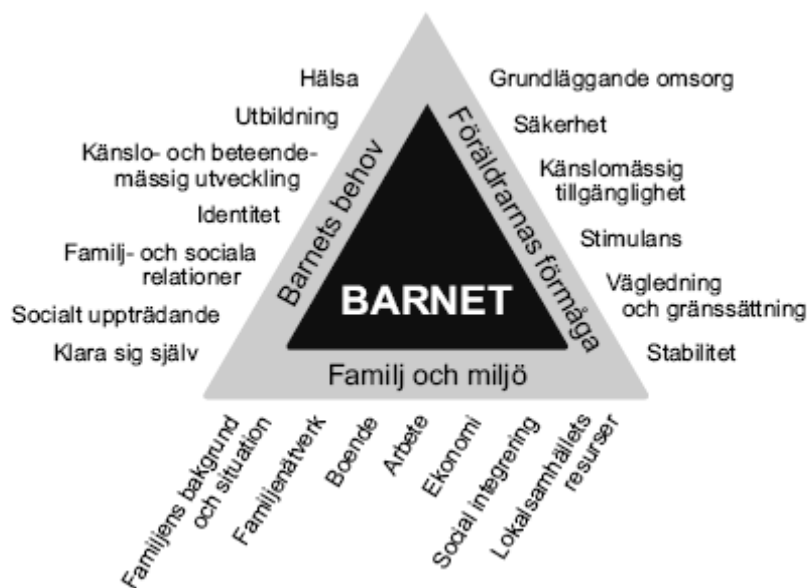 Hälsa
Utbildning
Känslo- och beteende-
mässig utveckling
Identitet
Familj- och sociala
relationer
Socialt uppträdande
Klara sig själv
Barnets behov
BARNET
Föräldrarnas förmåga
Grundläggande omsorg
Säkerhet
Känslomässig
tillgänglighet
Stimulans
Vägledning
och gränssättning
Stabilitet
Familj och miljö
Familjens bakgrund
och situation
Familjenätverk
Boende
Arbete
Ekonomi
Social integrering
Lokalsamhällets
resurser